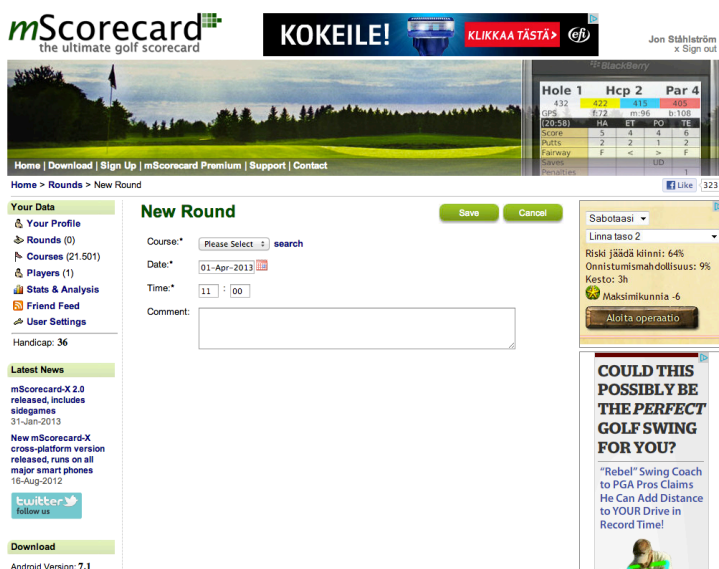 mScorecard
the ultimate golf scorecard
KOKEILE!
KLIKKAA TÄSTÄ>
efi
Jon Ståhlström
x Sign out
BlackBerry
Hole 1 Hcp 2 Par 4
432 422 415 405
GPS f:72 m:96 b:108
(20:58) HA ET PO TE
Score 5 4 4 6
Putts 2 2 1 2
Fairway F < > F
Saves UD
Penalties 1
Home | Download | Sign Up | mScorecard Premium | Support | Contact
Home > Rounds > New Round
Like 323
Your Data
Your Profile
Rounds (0)
Courses (21.501)
Players (1)
Stats & Analysis
Friend Feed
User Settings
Handicap: 36
Latest News
mScorecard-X 2.0
released, includes
sidegames
31-Jan-2013
New mScorecard-X
cross-platform version
released, runs on all
major smart phones
16-Aug-2012
twitter
follow us
Download
Android Version: 7.1
New Round
Save
Cancel
Course:* Please Select search
Date:* 01-Apr-2013
Time:* 11 : 00
Comment:
Sabotaasi
Linna taso 2
Riski jäädä kiinni: 64%
Onnistumismahdollisuus: 9%
Kesto: 3h
Maksimikunnia -6
Aloita operaatio
COULD THIS
POSSIBLY BE
THE PERFECT
GOLF SWING
FOR YOU?
“Rebel” Swing Coach
to PGA Pros Claims
He Can Add Distance
to YOUR Drive in
Record Time!